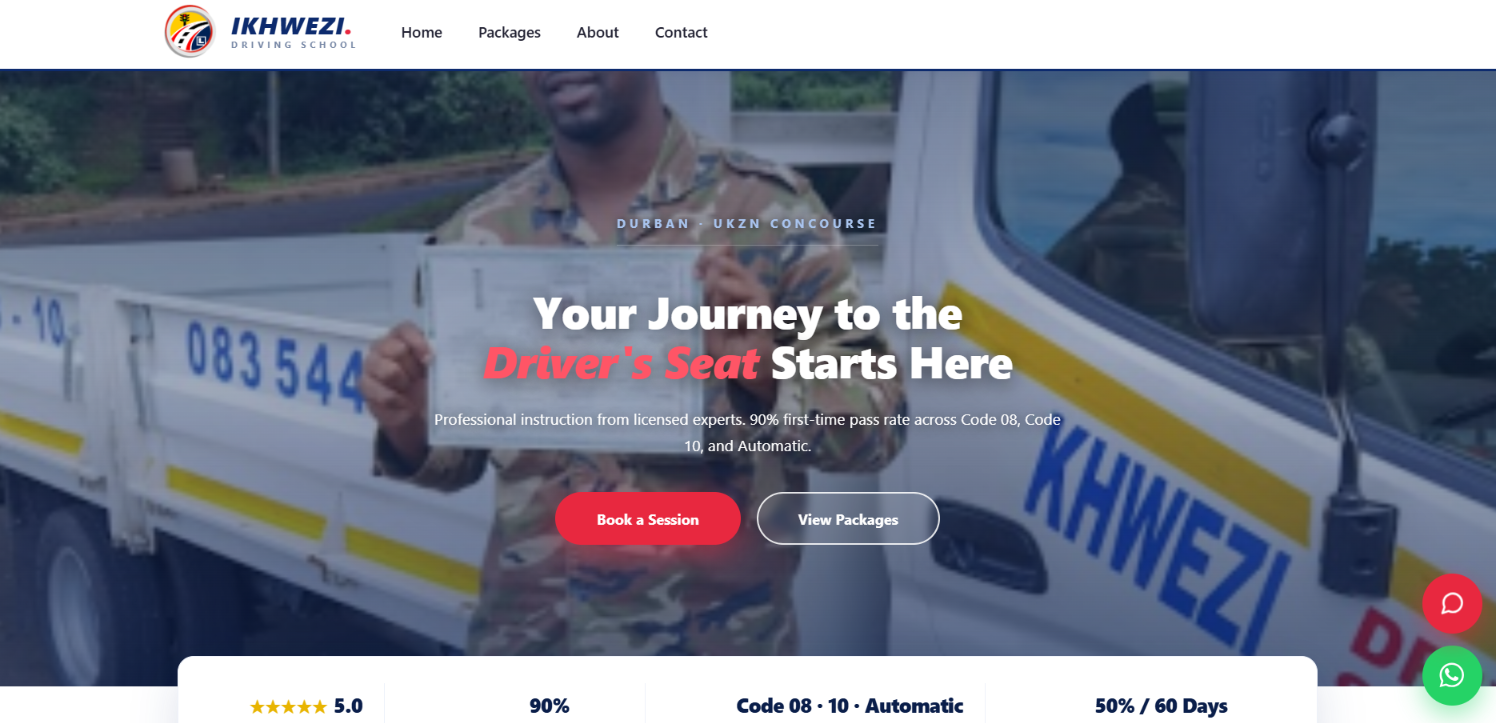 IKHWEZI.
DRIVING SCHOOL
Home
Packages
About
Contact
DURBAN - UKZN CONCOURSE
Your Journey to the
Driver's Seat Starts Here
Professional instruction from licensed experts. 90% first-time pass rate across Code 08, Code
10, and Automatic.
Book a Session
View Packages
- 10.
083 544
KHWEZI
★★★★★ 5.0
90%
Code 08 · 10 · Automatic
50% / 60 Days